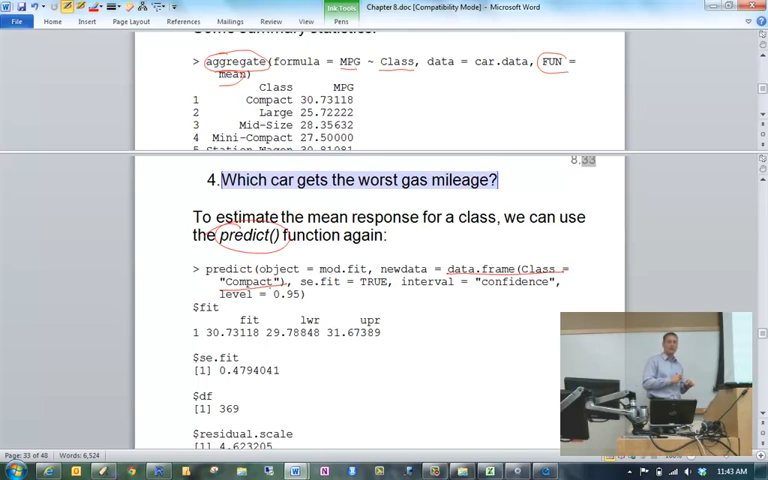 Ink Tools
Chapter 8.doc [Compatibility Mode] - Microsoft Word
File Home Insert Page Layout References Mailings Review View Pens
> aggregate(formula = MPG ~ Class, data = car.data, FUN =
mean)
Class MPG
1 Compact 30.73118
2 Large 25.72222
3 Mid-Size 28.35632
4 Mini-Compact 27.50000
8.33
4. Which car gets the worst gas mileage?
To estimate the mean response for a class, we can use
the predict() function again:
> predict(object = mod.fit, newdata = data.frame(Class =
"Compact"), se.fit = TRUE, interval = "confidence",
level = 0.95)
$fit
fit lwr upr
1 30.73118 29.78848 31.67389
$se.fit
[1] 0.4794041
$df
[1] 369
$residual.scale
[1] 4.623205
Page: 33 of 48 Words: 6,524
11:43 AM